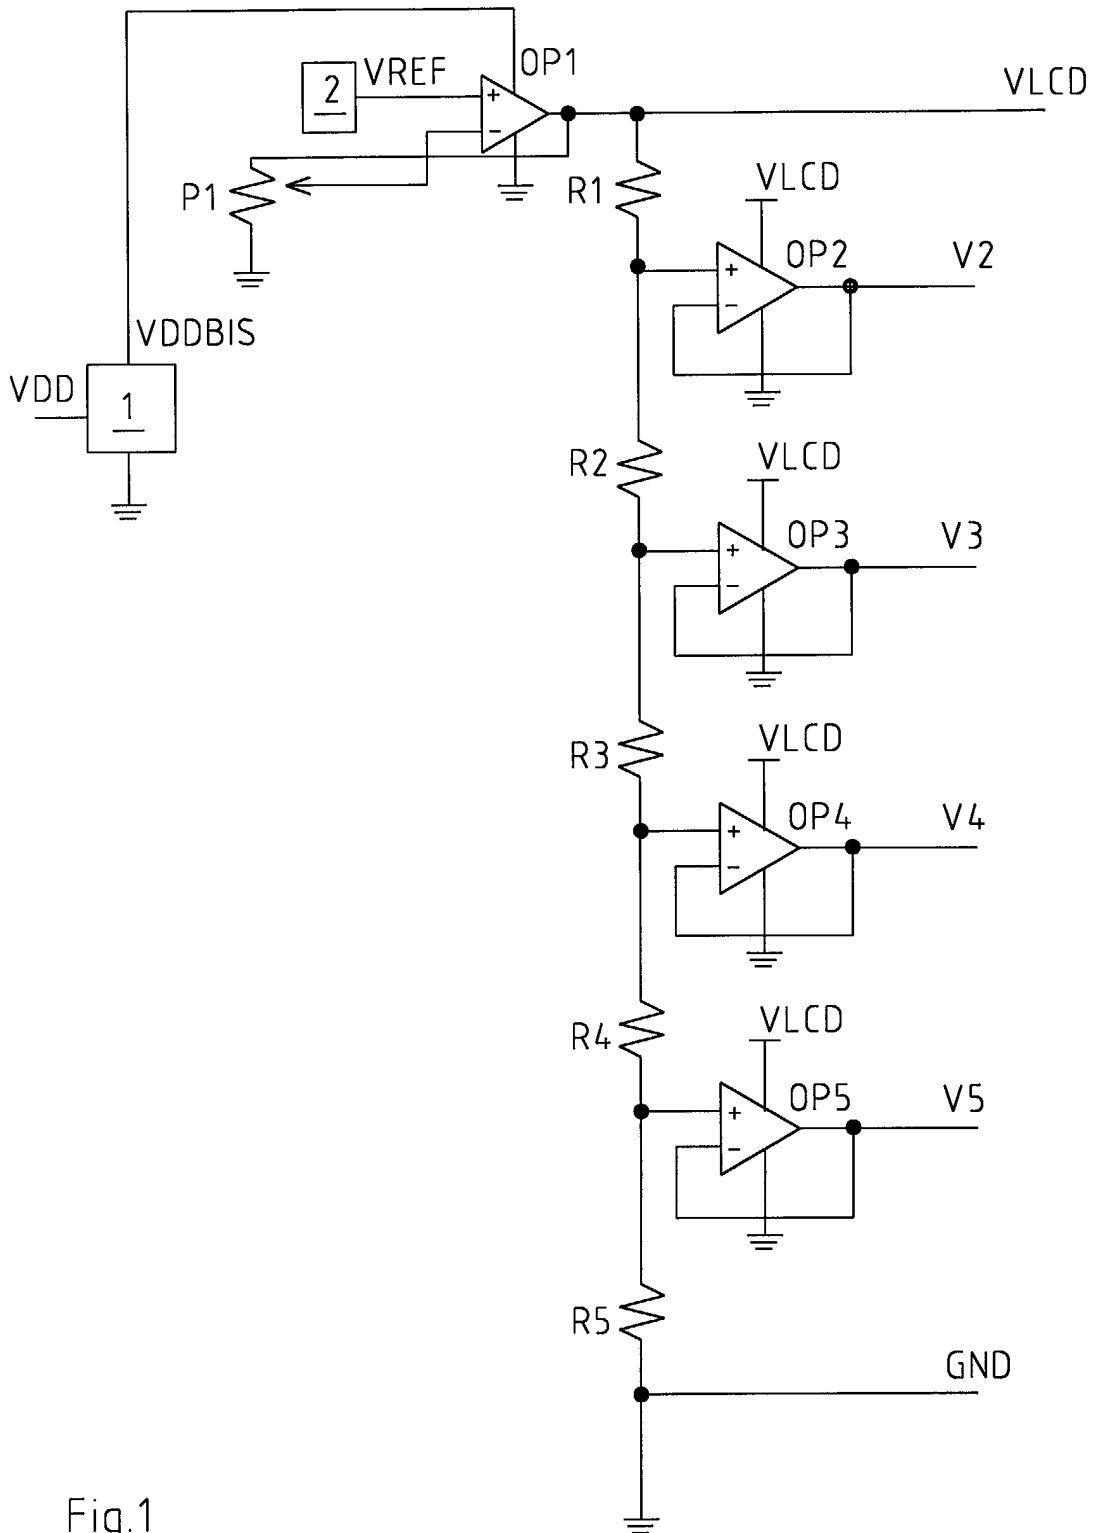 OP1
2 VREF
VLCD
+
-
P1
R1
VLCD
OP2
V2
+
-
VDDBIS
VDD
1
R2
VLCD
OP3
V3
+
-
R3
VLCD
OP4
V4
+
-
R4
VLCD
OP5
V5
+
-
R5
GND
Fig.1